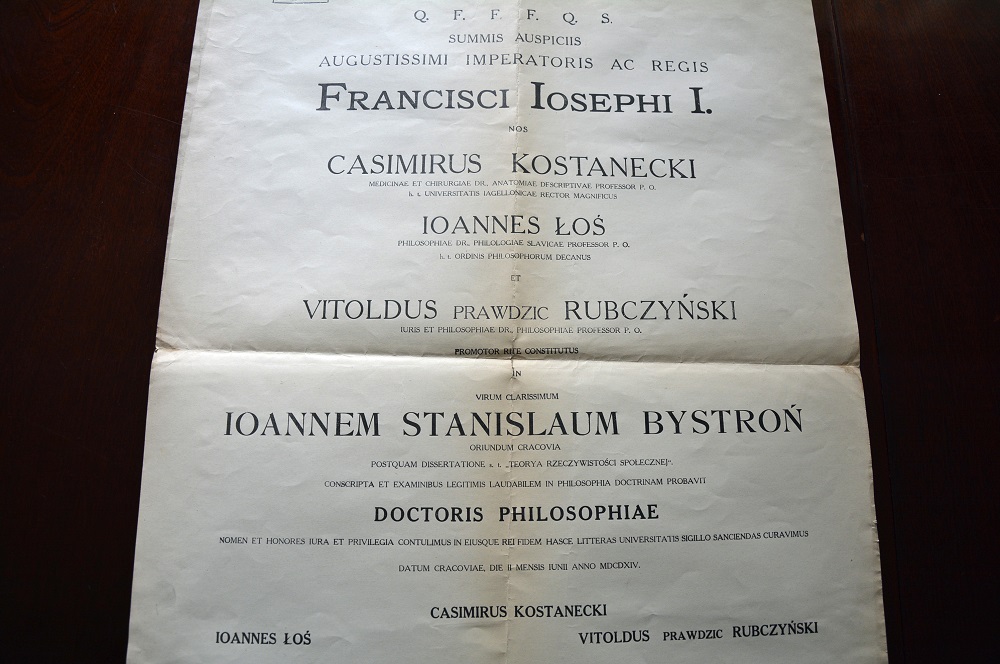 Q. F. F. F. Q. S.
SUMMIS AUSPICIIS
AUGUSTISSIMI IMPERATORIS AC REGIS
FRANCISCI IOSEPHI I.
NOS
CASIMIRUS KOSTANECKI
MEDICINAE ET CHIRURGIAE DR., ANATOMIAE DESCRIPTIVAE PROFESSOR P. O.
h. t. UNIVERSITATIS IAGELLONICAE RECTOR MAGNIFICUS
IOANNES ŁOŚ
PHILOSOPHIAE DR., PHILOLOGIAE SLAVICAE PROFESSOR P. O.
h. t. ORDINIS PHILOSOPHORUM DECANUS
ET
VITOLDUS PRAWDZIC RUBCZYŃSKI
IURIS ET PHILOSOPHIAE DR., PHILOSOPHIAE PROFESSOR P. O.
PROMOTOR RITE CONSTITUTUS
IN
VIRUM CLARISSIMUM
IOANNEM STANISLAUM BYSTROŃ
ORIUNDUM CRACOVIA
POSTQUAM DISSERTATIONE s. t. „TEORYA RZECZYWISTOŚCI SPOŁECZNEJ“.
CONSCRIPTA ET EXAMINIBUS LEGITIMIS LAUDABILEM IN PHILOSOPHIA DOCTRINAM PROBAVIT
DOCTORIS PHILOSOPHIAE
NOMEN ET HONORES IURA ET PRIVILEGIA CONTULIMUS IN EIUSQUE REI FIDEM HASCE LITTERAS UNIVERSITATIS SIGILLO SANCIENDAS CURAVIMUS
DATUM CRACOVIAE, DIE II MENSIS IUNII ANNO MDCDXIV.
CASIMIRUS KOSTANECKI
IOANNES ŁOŚ
VITOLDUS PRAWDZIC RUBCZYŃSKI